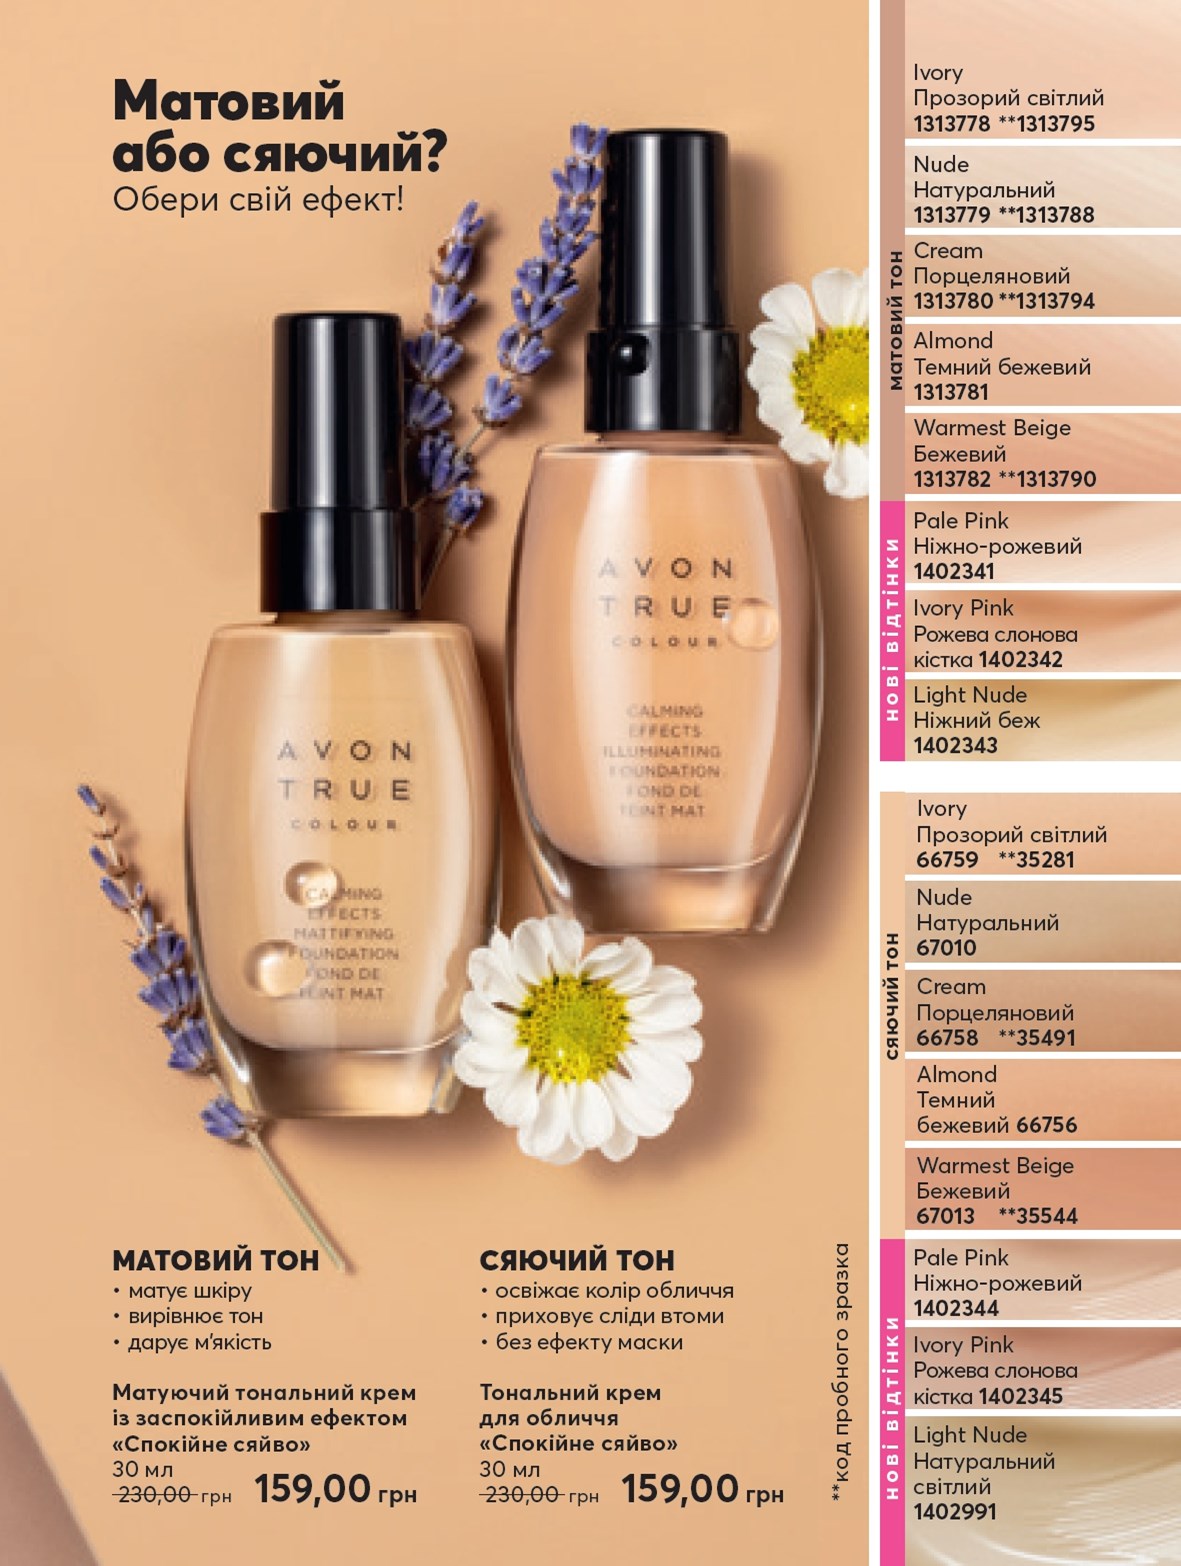 Матовий
або сяючий?
Обери свій ефект!
AVON
TRUE
COLOUR
CALMING
EFFECTS
MATTIFYING
FOUNDATION
FOND DE
TEINT MAT
AVON
TRUE
COLOUR
CALMING
EFFECTS
ILLUMINATING
FOUNDATION
FOND DE
TEINT MAT
МАТОВИЙ ТОН
• матує шкіру
• вирівнює тон
• дарує м'якість
Матуючий тональний крем
із заспокійливим ефектом
«Спокійне сяйво»
30 мл
230,00 грн 159,00 грн
СЯЮЧИЙ ТОН
• освіжає колір обличчя
• приховує сліди втоми
• без ефекту маски
Тональний крем
для обличчя
«Спокійне сяйво»
30 мл
230,00 грн 159,00 грн
**код пробного зразка
матовий тон
Ivory
Прозорий світлий
1313778 **1313795
Nude
Натуральний
1313779 **1313788
Cream
Порцеляновий
1313780 **1313794
Almond
Темний бежевий
1313781
Warmest Beige
Бежевий
1313782 **1313790
нові відтінки
Pale Pink
Ніжно-рожевий
1402341
Ivory Pink
Рожева слонова
кістка 1402342
Light Nude
Ніжний беж
1402343
сяючий тон
Ivory
Прозорий світлий
66759 **35281
Nude
Натуральний
67010
Cream
Порцеляновий
66758 **35491
Almond
Темний
бежевий 66756
Warmest Beige
Бежевий
67013 **35544
нові відтінки
Pale Pink
Ніжно-рожевий
1402344
Ivory Pink
Рожева слонова
кістка 1402345
Light Nude
Натуральний
світлий
1402991